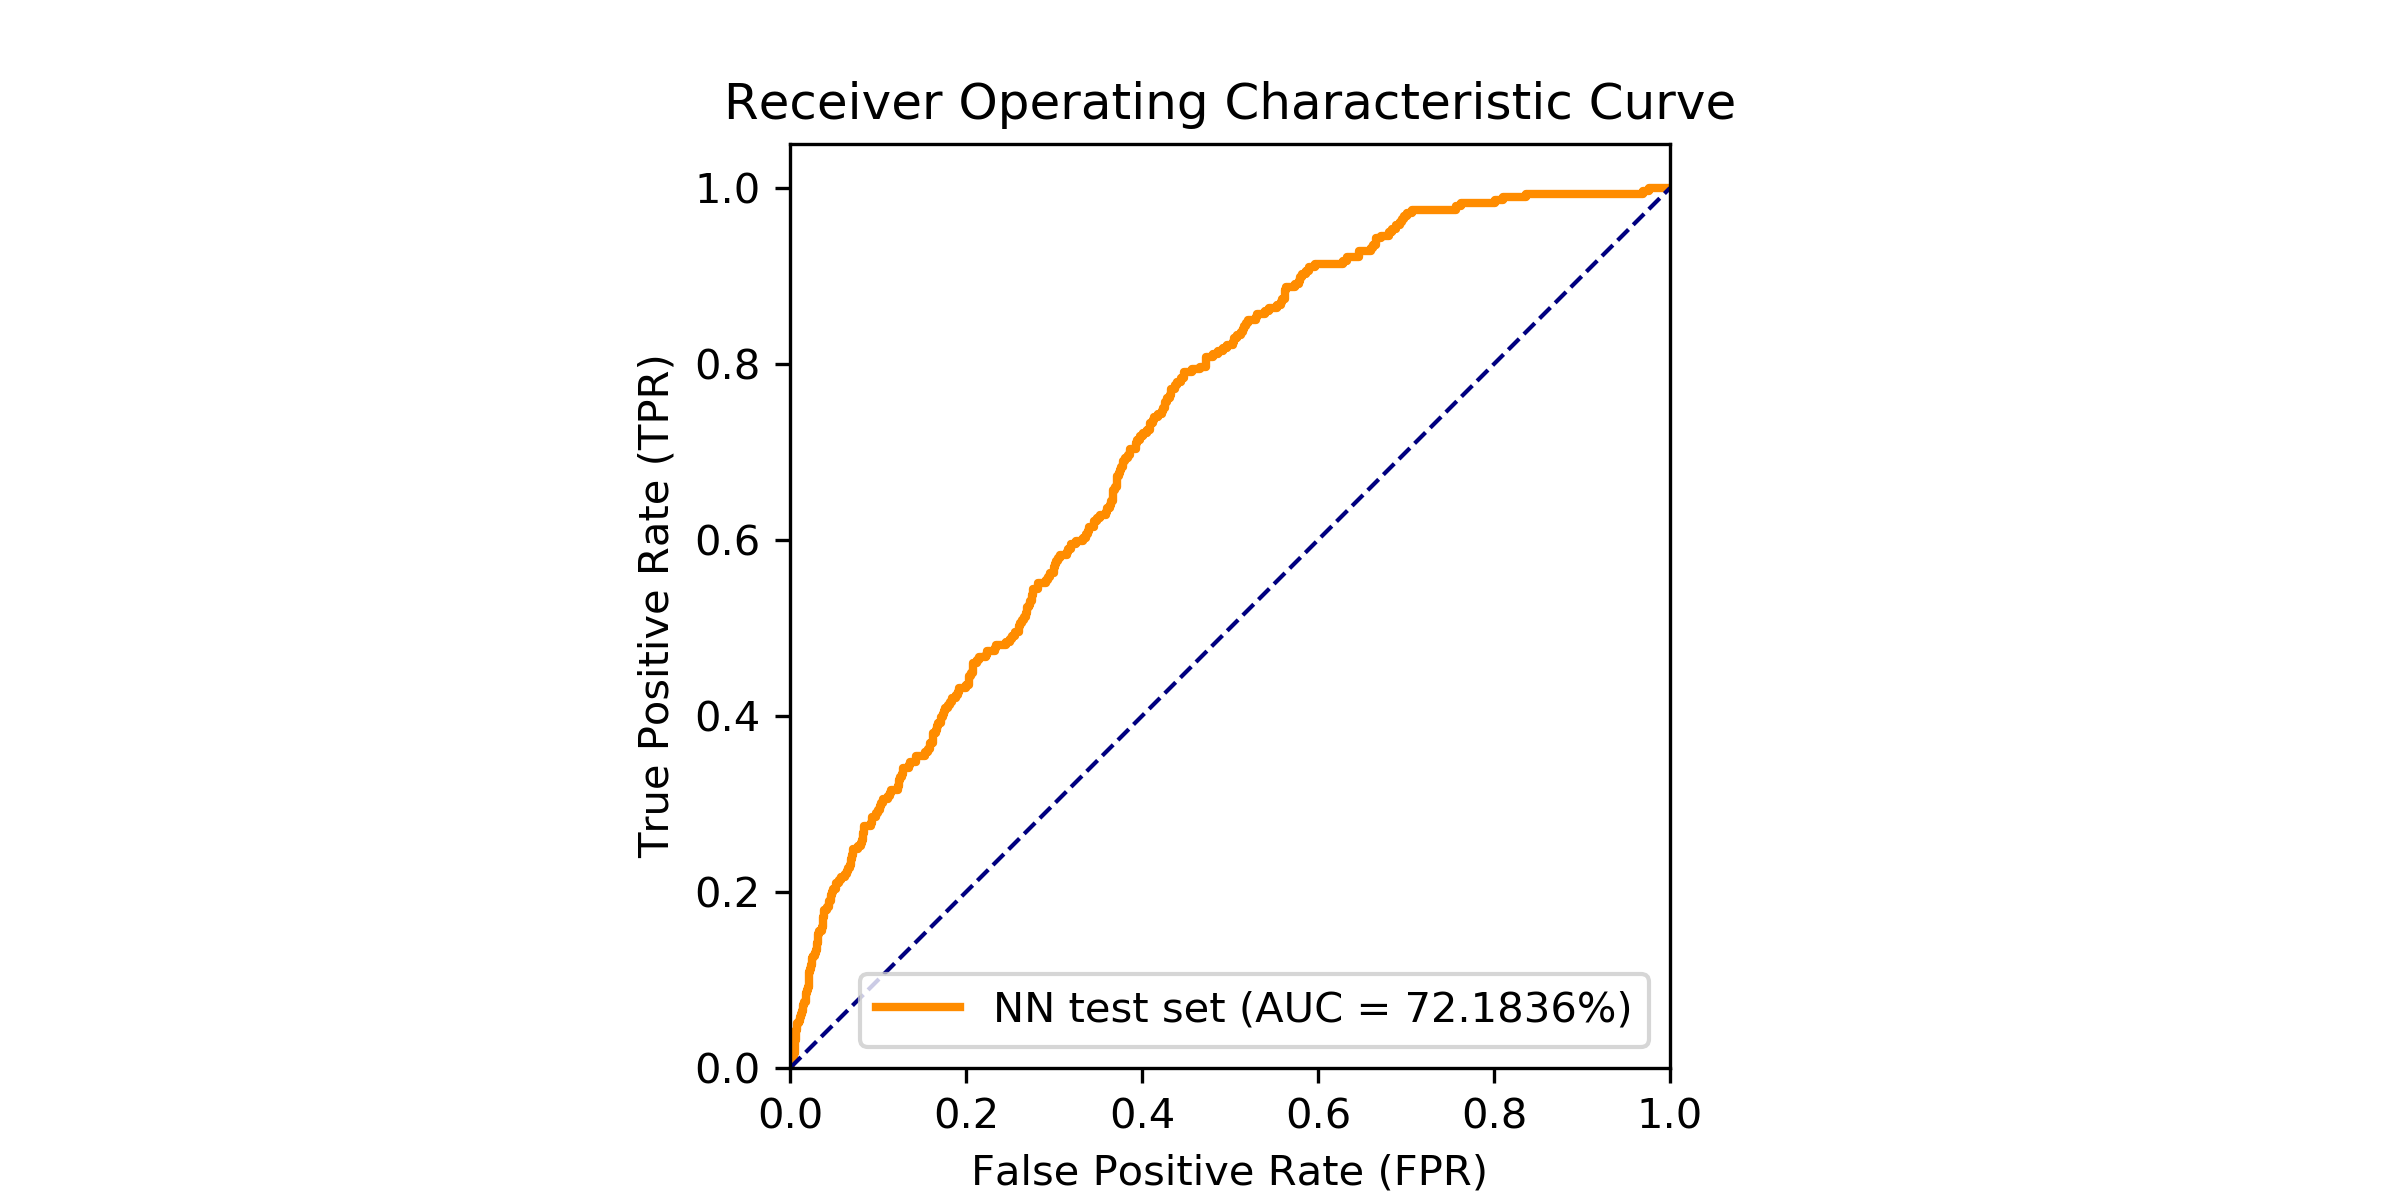 Receiver Operating Characteristic Curve
1.0
0.8
0.6
0.4
0.2
0.0
True Positive Rate (TPR)
NN test set (AUC = 72.1836%)
0.0 0.2 0.4 0.6 0.8 1.0
False Positive Rate (FPR)